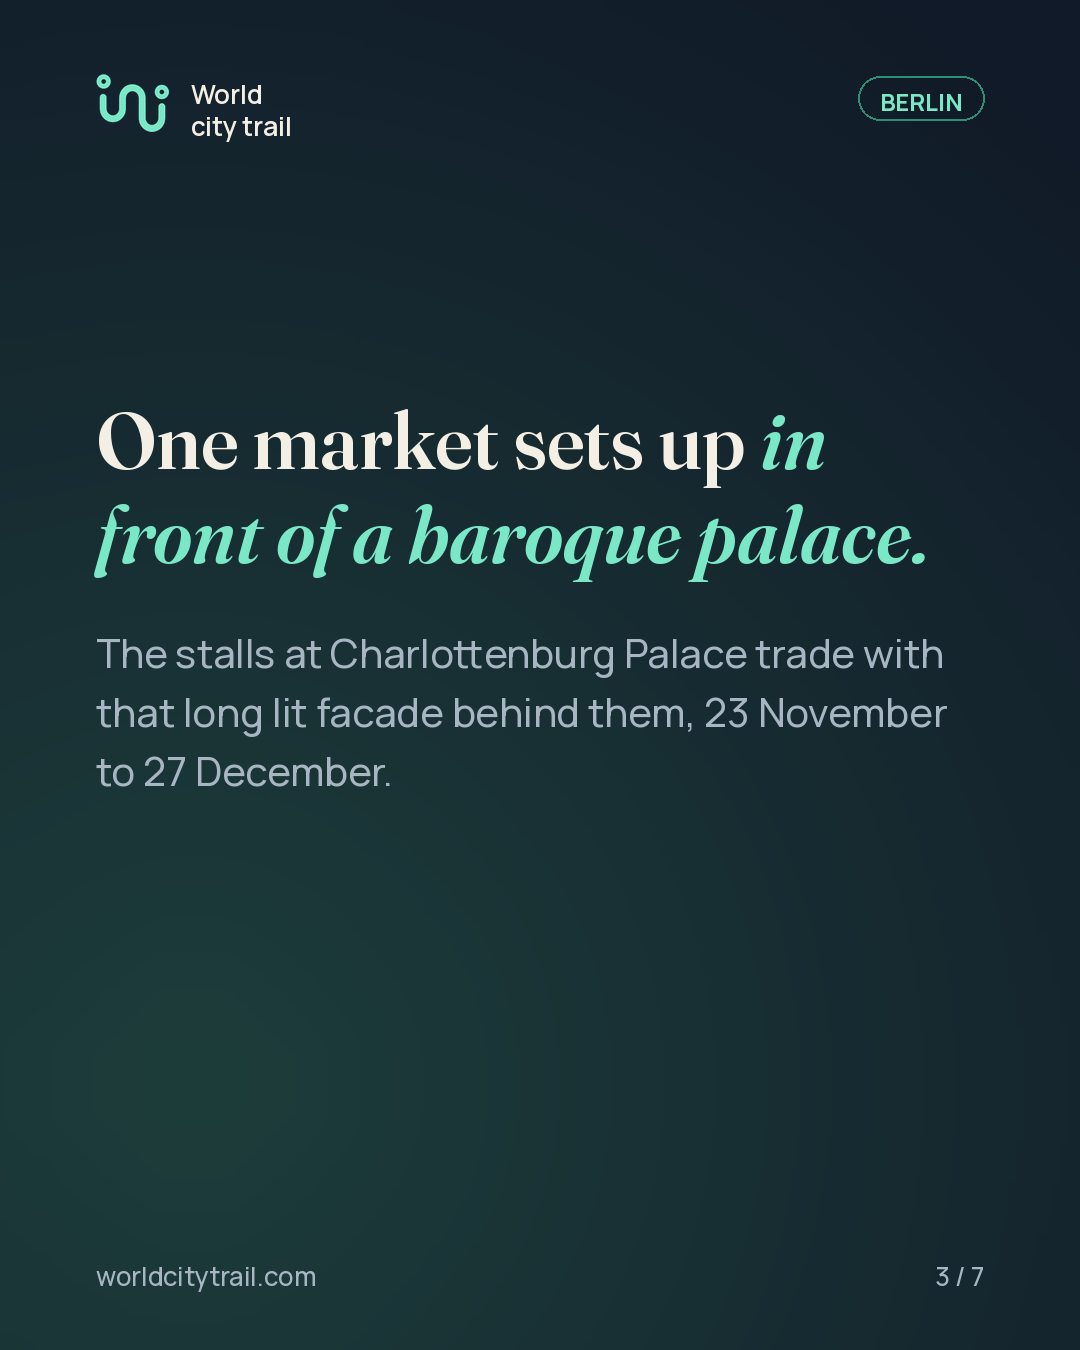 World
city trail
BERLIN
One market sets up in
front of a baroque palace.
The stalls at Charlottenburg Palace trade with
that long lit facade behind them, 23 November
to 27 December.
worldcitytrail.com
3 / 7